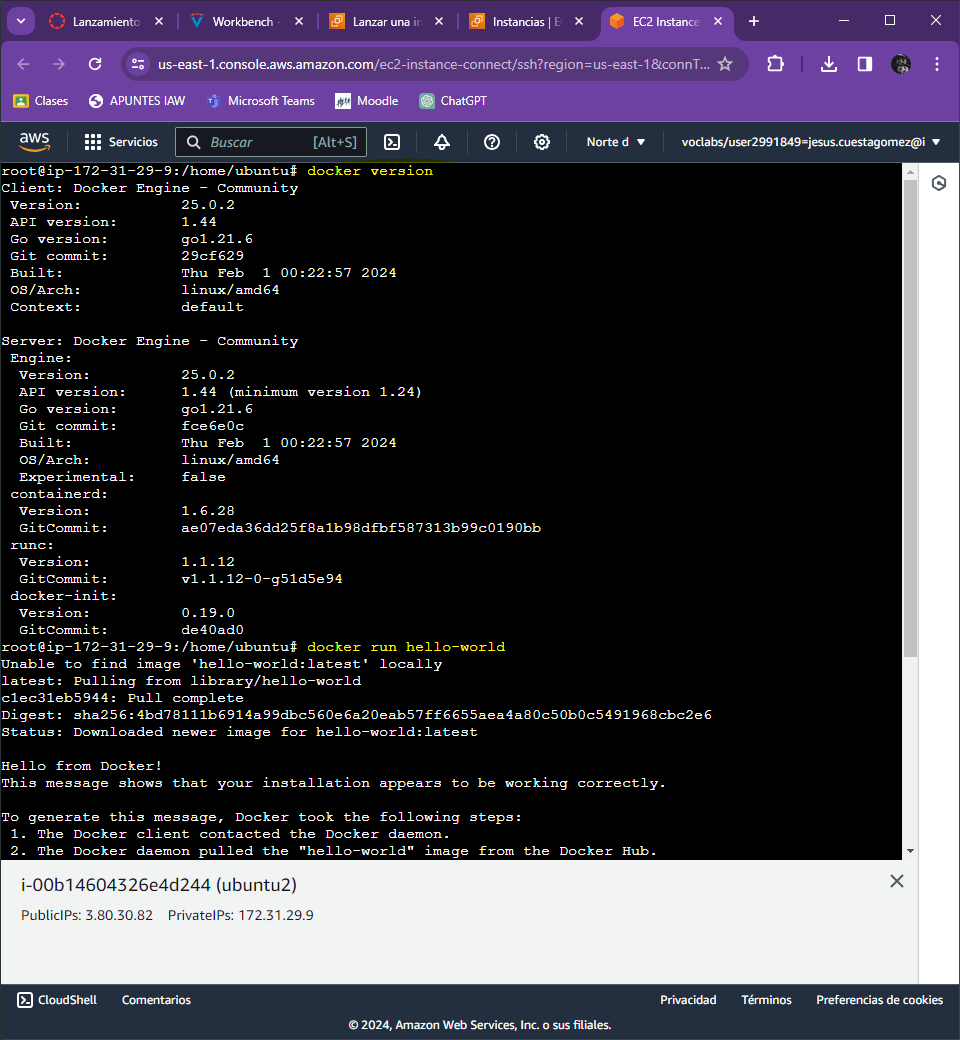 Lanzamiento
Workbench -
Lanzar una in
Instancias | E
EC2 Instance
us-east-1.console.aws.amazon.com/ec2-instance-connect/ssh?region=us-east-1&connT...
Clases
APUNTES IAW
Microsoft Teams
Moodle
ChatGPT
aws
Servicios
Buscar
[Alt+S]
Norte d
voclabs/user2991849=jesus.cuestagomez@i
root@ip-172-31-29-9:/home/ubuntu# docker version
Client: Docker Engine - Community
Version: 25.0.2
API version: 1.44
Go version: go1.21.6
Git commit: 29cf629
Built: Thu Feb  1 00:22:57 2024
OS/Arch: linux/amd64
Context: default
Server: Docker Engine - Community
Engine:
Version: 25.0.2
API version: 1.44 (minimum version 1.24)
Go version: go1.21.6
Git commit: fce6e0c
Built: Thu Feb  1 00:22:57 2024
OS/Arch: linux/amd64
Experimental: false
containerd:
Version: 1.6.28
GitCommit: ae07eda36dd25f8a1b98dfbf587313b99c0190bb
runc:
Version: 1.1.12
GitCommit: v1.1.12-0-g51d5e94
docker-init:
Version: 0.19.0
GitCommit: de40ad0
root@ip-172-31-29-9:/home/ubuntu# docker run hello-world
Unable to find image 'hello-world:latest' locally
latest: Pulling from library/hello-world
c1ec31eb5944: Pull complete
Digest: sha256:4bd78111b6914a99dbc560e6a20eab57ff6655aea4a80c50b0c5491968cbc2e6
Status: Downloaded newer image for hello-world:latest
Hello from Docker!
This message shows that your installation appears to be working correctly.
To generate this message, Docker took the following steps:
1. The Docker client contacted the Docker daemon.
2. The Docker daemon pulled the "hello-world" image from the Docker Hub.
i-00b14604326e4d244 (ubuntu2)
PublicIPs: 3.80.30.82 PrivateIPs: 172.31.29.9
CloudShell
Comentarios
Privacidad
Términos
Preferencias de cookies
© 2024, Amazon Web Services, Inc. o sus filiales.